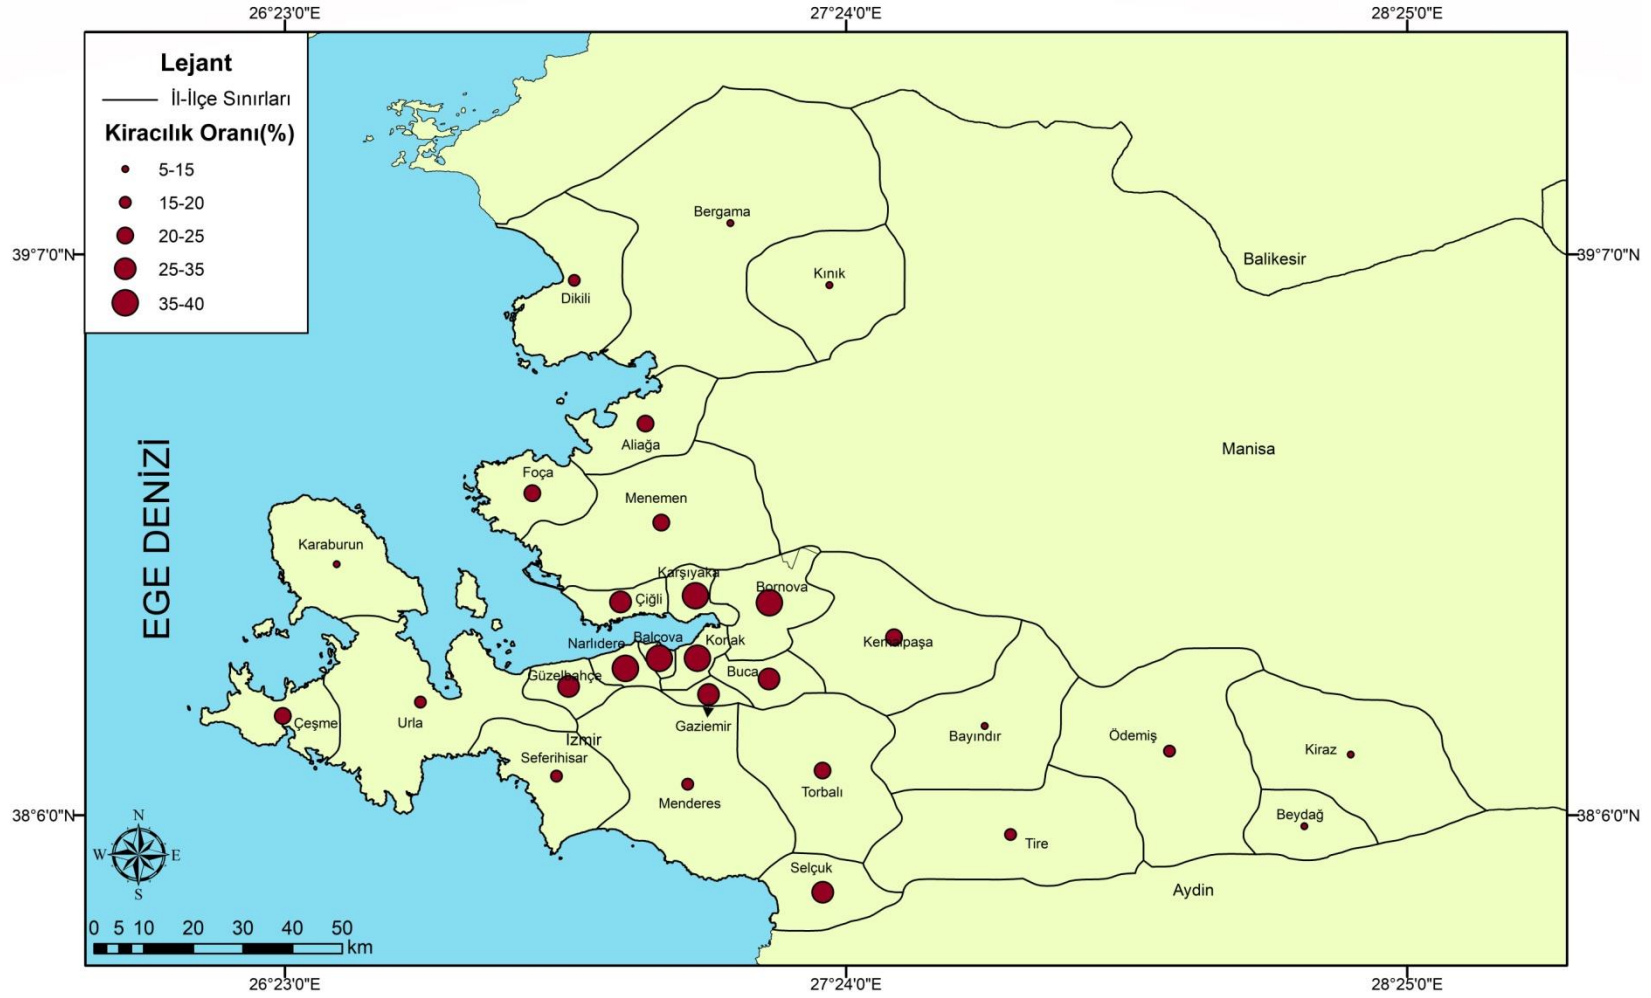 26°23'0"E
27°24'0"E
28°25'0"E
Lejant
İl-İlçe Sınırları
Kiracılık Oranı(%)
5-15
15-20
20-25
25-35
35-40
Bergama
39°7'0"N
39°7'0"N
Balikesir
Kınık
Dikili
Aliağa
Manisa
EGE DENİZİ
Foça
Menemen
Karaburun
Karşıyaka
Bornova
Çiğli
Narlıdere
Balçova
Konak
Kemalpaşa
Güzelbahçe
Buca
Çeşme
Urla
Gaziemir
İzmir
Bayındır
Ödemiş
Kiraz
Seferihisar
Menderes
Torbalı
38°6'0"N
38°6'0"N
Beydağ
Tire
N
W
E
S
Selçuk
Aydin
0 5 10 20 30 40 50
km
26°23'0"E
27°24'0"E
28°25'0"E